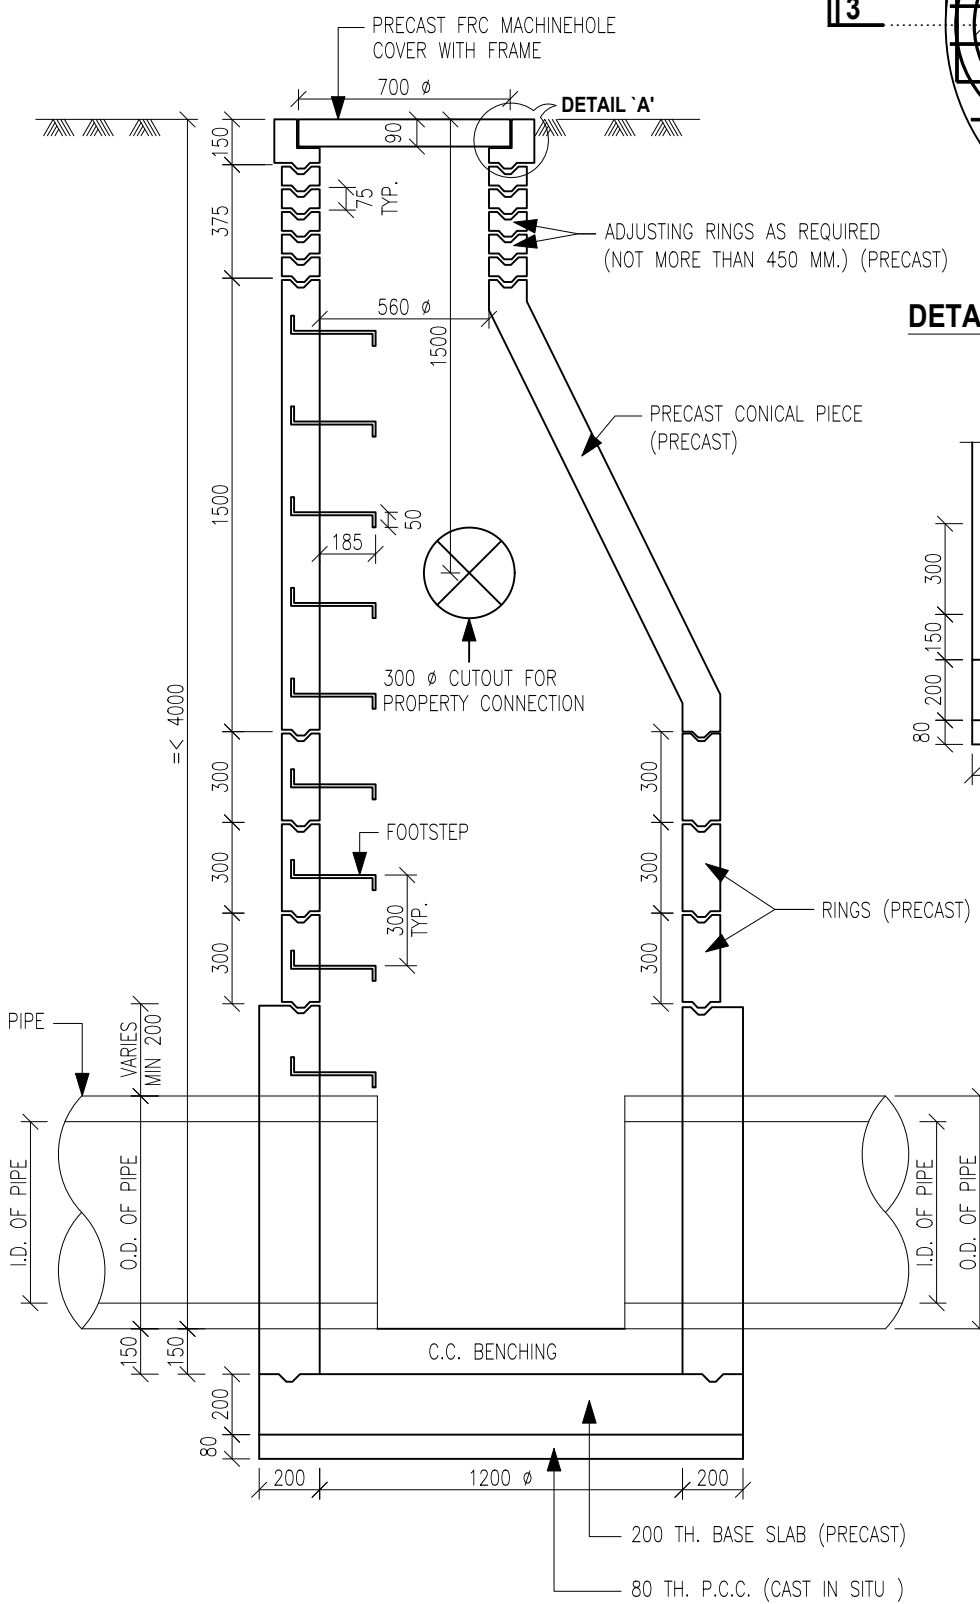 PRECAST FRC MACHINEHOLE
COVER WITH FRAME
3
700 ø
DETAIL `A'
150
90
75
TYP.
375
ADJUSTING RINGS AS REQUIRED
(NOT MORE THAN 450 MM.) (PRECAST)
560 ø
1500
DETA
PRECAST CONICAL PIECE
(PRECAST)
1500
50
185
300
150
200
80
300 ø CUTOUT FOR
PROPERTY CONNECTION
=< 4000
300
300
FOOTSTEP
300
300
300
TYP.
RINGS (PRECAST)
300
300
PIPE
VARIES
MIN 200
I.D. OF PIPE
O.D. OF PIPE
I.D. OF PIPE
O.D. OF PIPE
150
150
C.C. BENCHING
200
80
200
1200 ø
200
200 TH. BASE SLAB (PRECAST)
80 TH. P.C.C. (CAST IN SITU )